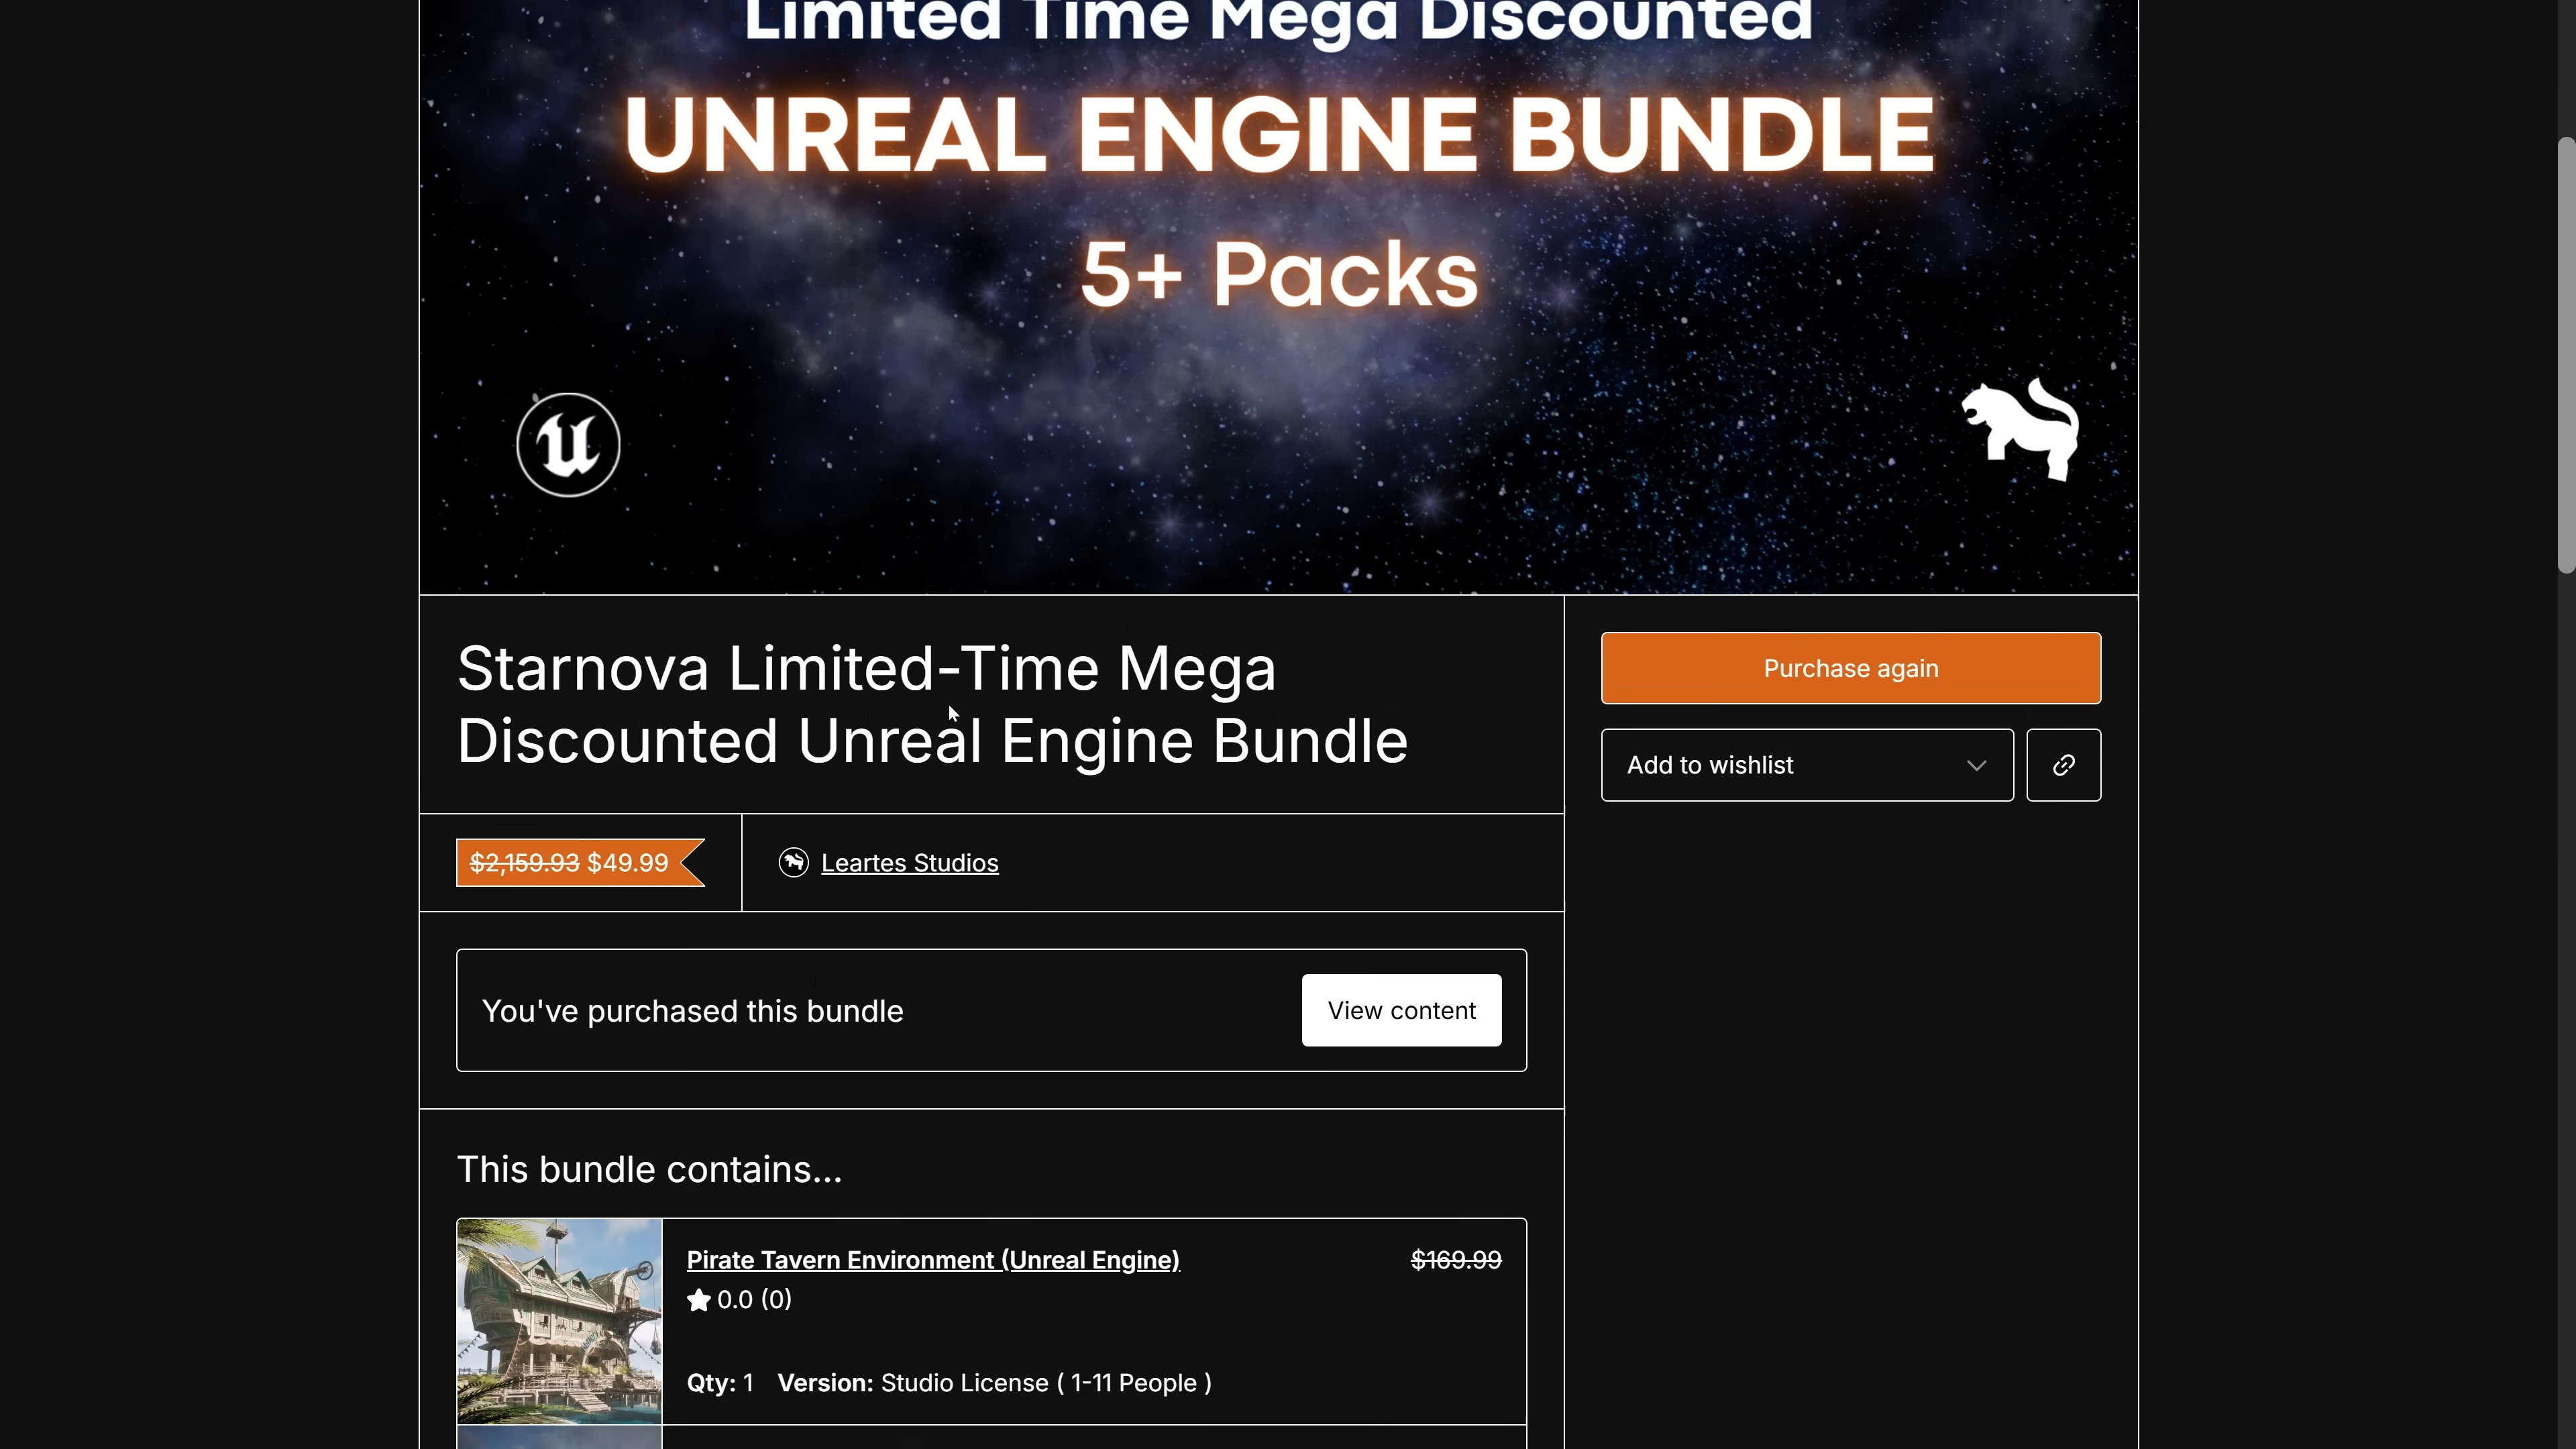 Limited Time Mega Discounted
UNREAL ENGINE BUNDLE
5+ Packs
Starnova Limited-Time Mega
Discounted Unreal Engine Bundle
Purchase again
Add to wishlist
$2,159.93 $49.99
Leartes Studios
You've purchased this bundle
View content
This bundle contains...
Pirate Tavern Environment (Unreal Engine)
$169.99
0.0 (0)
Qty: 1 Version: Studio License ( 1-11 People )